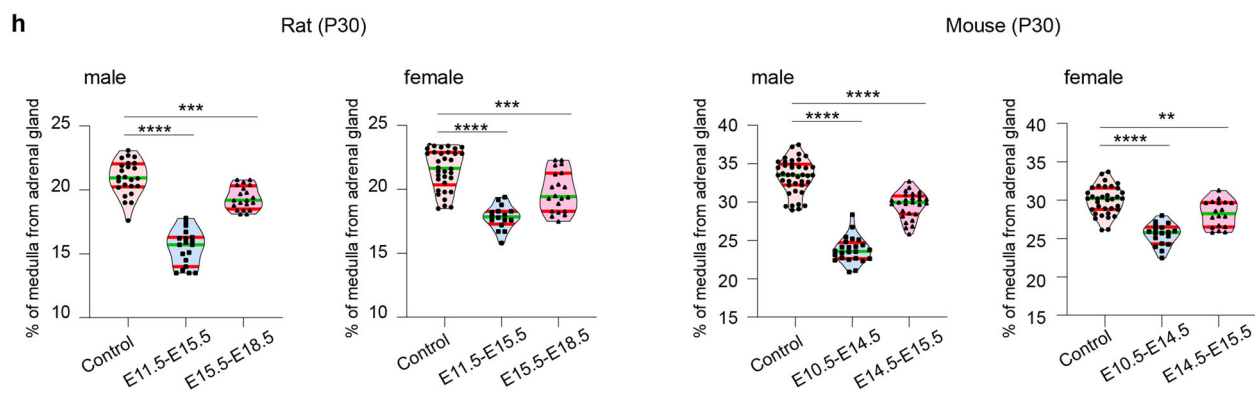 h
Rat (P30)
Mouse (P30)
male
% of medulla from adrenal gland
25
20
15
10
***
****
Control
E11.5-E15.5
E15.5-E18.5
female
% of medulla from adrenal gland
25
20
15
10
***
****
Control
E11.5-E15.5
E15.5-E18.5
male
% of medulla from adrenal gland
40
35
30
25
20
15
****
****
Control
E10.5-E14.5
E14.5-E15.5
female
% of medulla from adrenal gland
40
35
30
25
20
15
**
****
Control
E10.5-E14.5
E14.5-E15.5